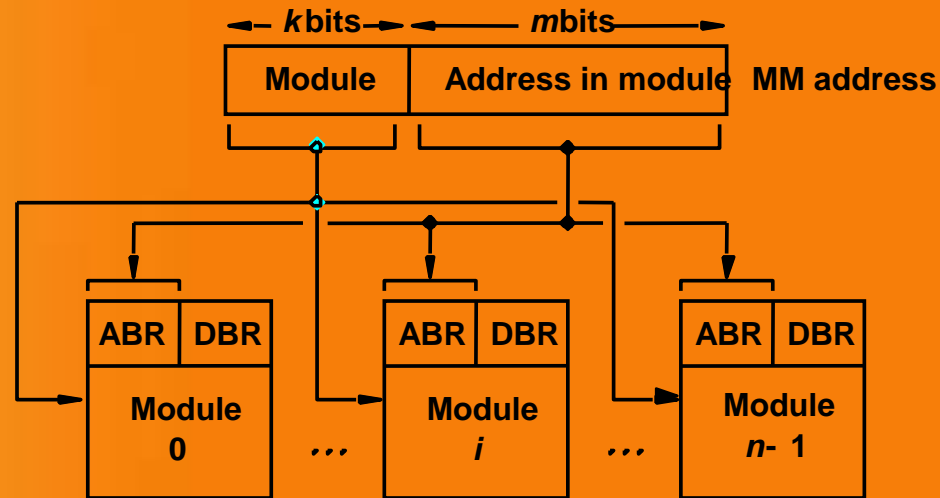 k bits m bits
Module Address in module MM address
ABR DBR ABR DBR ABR DBR
Module Module Module
0 ... i ... n- 1